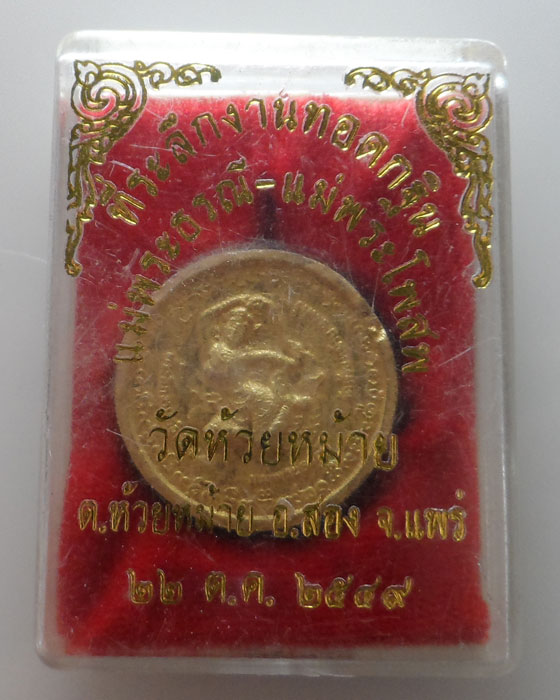 ที่ระลึกงานทอดกฐิน
แม่พระธรณี-แม่พระโพสพ
วัดห้วยหม้าย
ต.ห้วยหม้าย อ.สอง จ.แพร่
๒๒ ต.ค. ๒๕๔๙